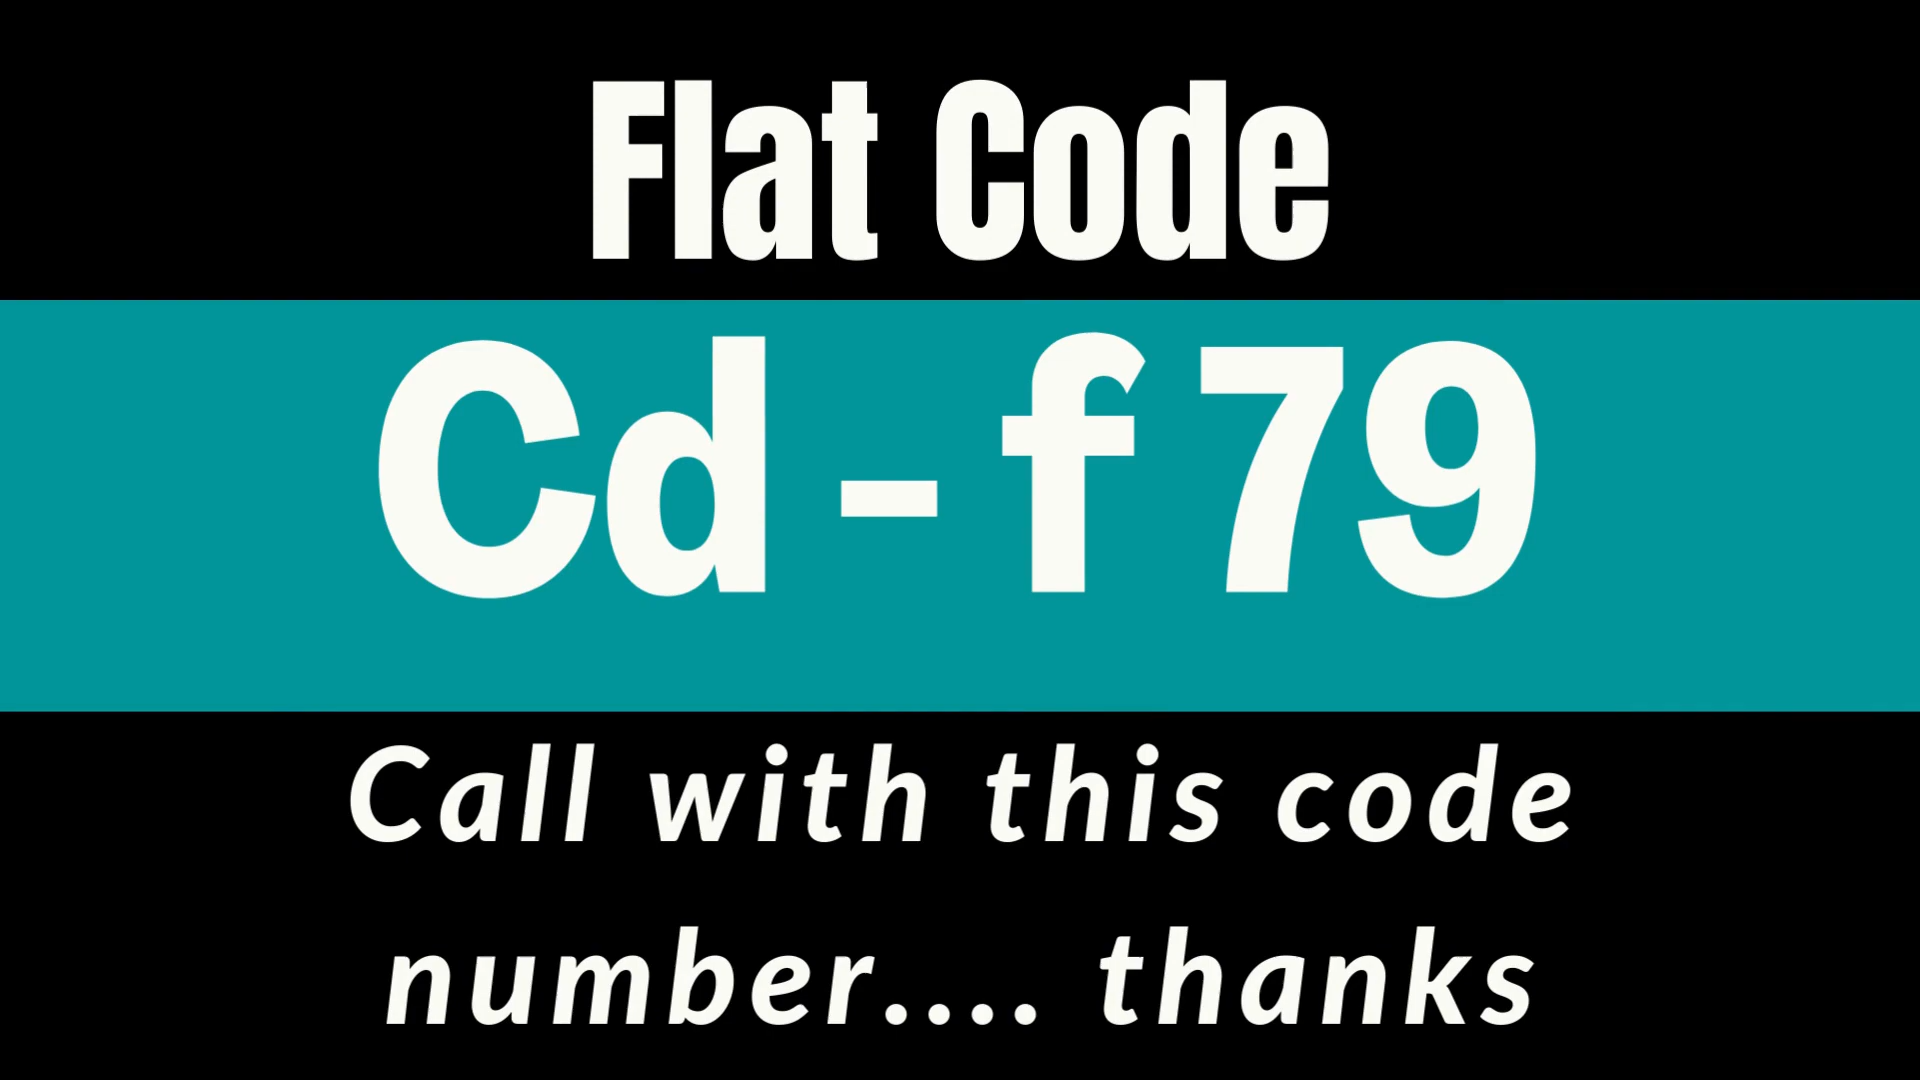 Flat Code
Cd - f 79
Call with this code
number.... thanks